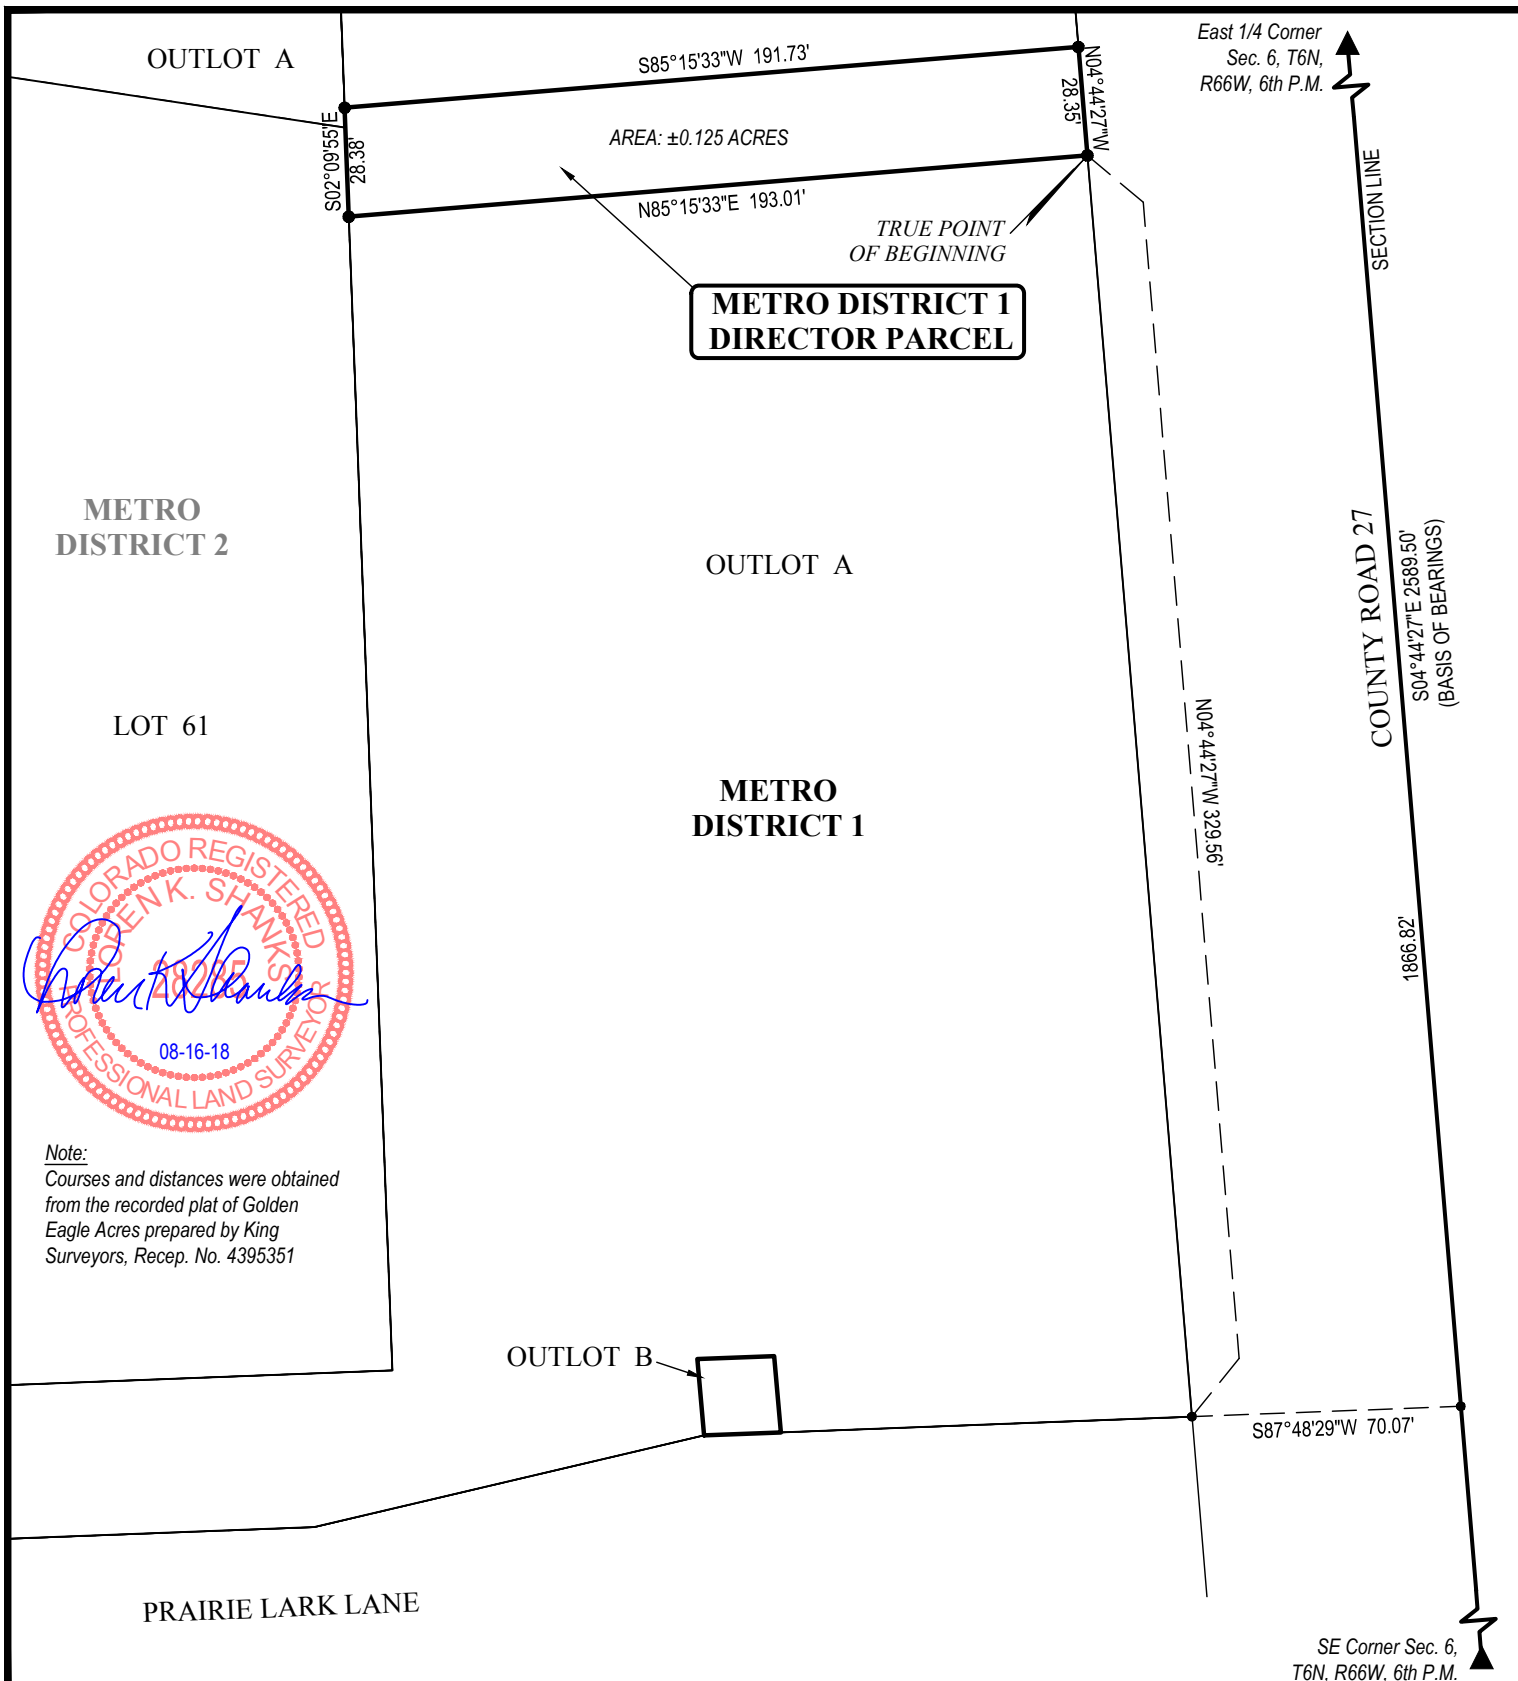 OUTLOT A
S85°15'33"W 191.73'
N04°44'27"W
28.35'
East 1/4 Corner
Sec. 6, T6N,
R66W, 6th P.M.
S02°09'55"E
28.38'
AREA: ±0.125 ACRES
N85°15'33"E 193.01'
TRUE POINT
OF BEGINNING
SECTION LINE
METRO DISTRICT 1
DIRECTOR PARCEL
METRO
DISTRICT 2
OUTLOT A
COUNTY ROAD 27
S04°44'27"E 2589.50'
(BASIS OF BEARINGS)
LOT 61
N04°44'27"W 329.56'
METRO
DISTRICT 1
COLORADO REGISTERED
LOREN K. SHANKS
28285
08-16-18
PROFESSIONAL LAND SURVEYOR
1866.82'
Note:
Courses and distances were obtained
from the recorded plat of Golden
Eagle Acres prepared by King
Surveyors, Recep. No. 4395351
OUTLOT B
S87°48'29"W 70.07'
PRAIRIE LARK LANE
SE Corner Sec. 6,
T6N, R66W, 6th P.M.